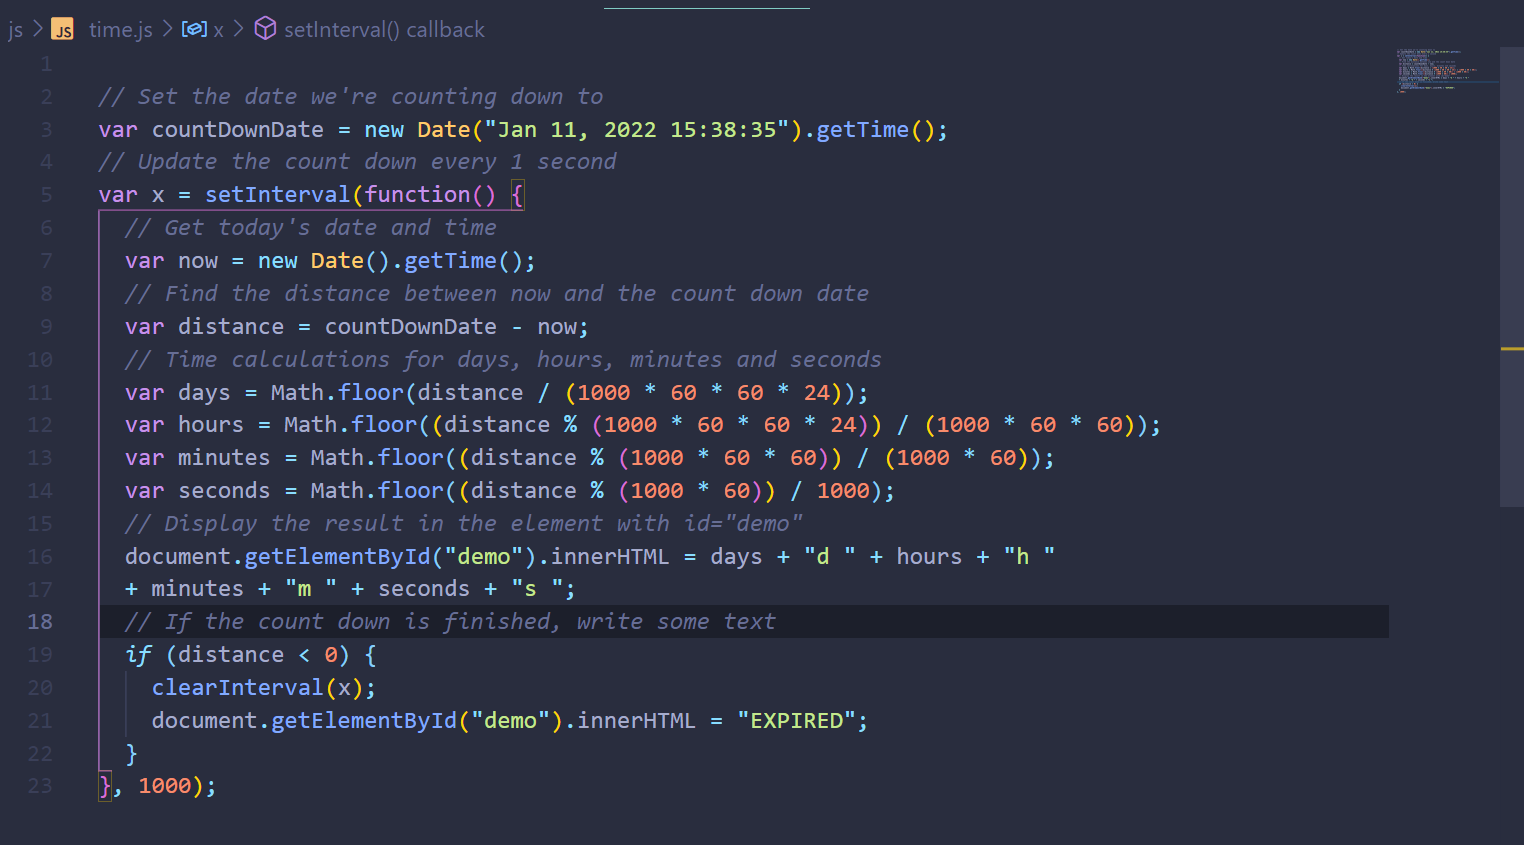 js > JS time.js > x > setInterval() callback
1
2 // Set the date we're counting down to
3 var countDownDate = new Date("Jan 11, 2022 15:38:35").getTime();
4 // Update the count down every 1 second
5 var x = setInterval(function() {
6   // Get today's date and time
7   var now = new Date().getTime();
8   // Find the distance between now and the count down date
9   var distance = countDownDate - now;
10   // Time calculations for days, hours, minutes and seconds
11   var days = Math.floor(distance / (1000 * 60 * 60 * 24));
12   var hours = Math.floor((distance % (1000 * 60 * 60 * 24)) / (1000 * 60 * 60));
13   var minutes = Math.floor((distance % (1000 * 60 * 60)) / (1000 * 60));
14   var seconds = Math.floor((distance % (1000 * 60)) / 1000);
15   // Display the result in the element with id="demo"
16   document.getElementById("demo").innerHTML = days + "d " + hours + "h "
17   + minutes + "m " + seconds + "s ";
18   // If the count down is finished, write some text
19   if (distance < 0) {
20     clearInterval(x);
21     document.getElementById("demo").innerHTML = "EXPIRED";
22   }
23 }, 1000);